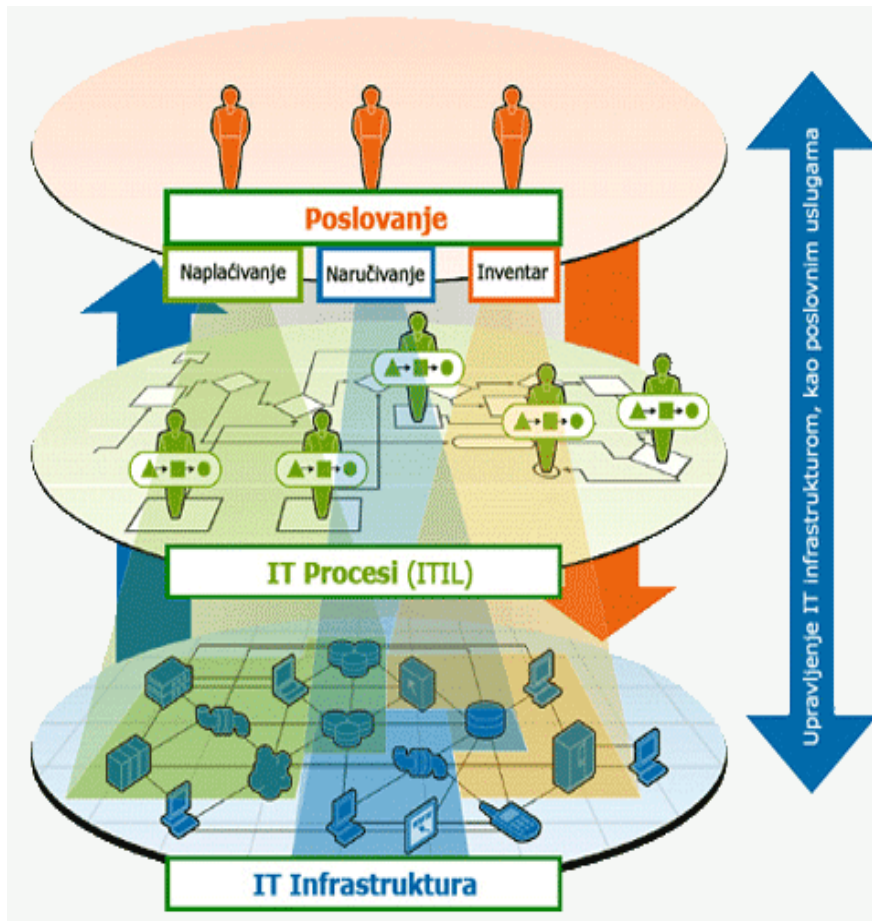 Poslovanje
Naplaćivanje
Naručivanje
Inventar
IT Procesi (ITIL)
IT Infrastruktura
Upravljenje IT infrastrukturom, kao poslovnim uslugama